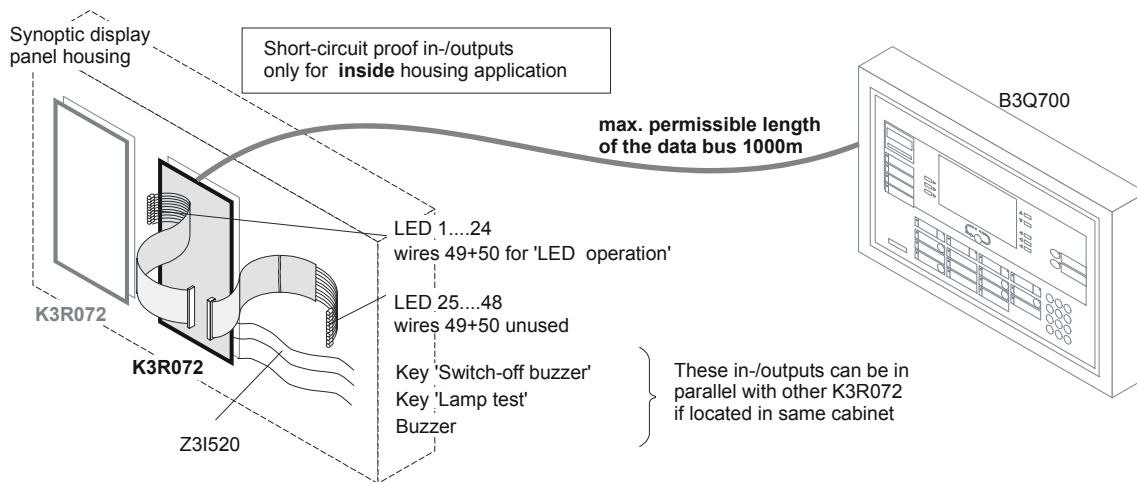 Synoptic display
panel housing
Short-circuit proof in-/outputs
only for inside housing application
B3Q700
max. permissible length
of the data bus 1000m
LED 1....24
wires 49+50 for 'LED operation'
LED 25....48
wires 49+50 unused
K3R072
K3R072
Key 'Switch-off buzzer'
Key 'Lamp test'
Buzzer
These in-/outputs can be in
parallel with other K3R072
if located in same cabinet
Z3I520